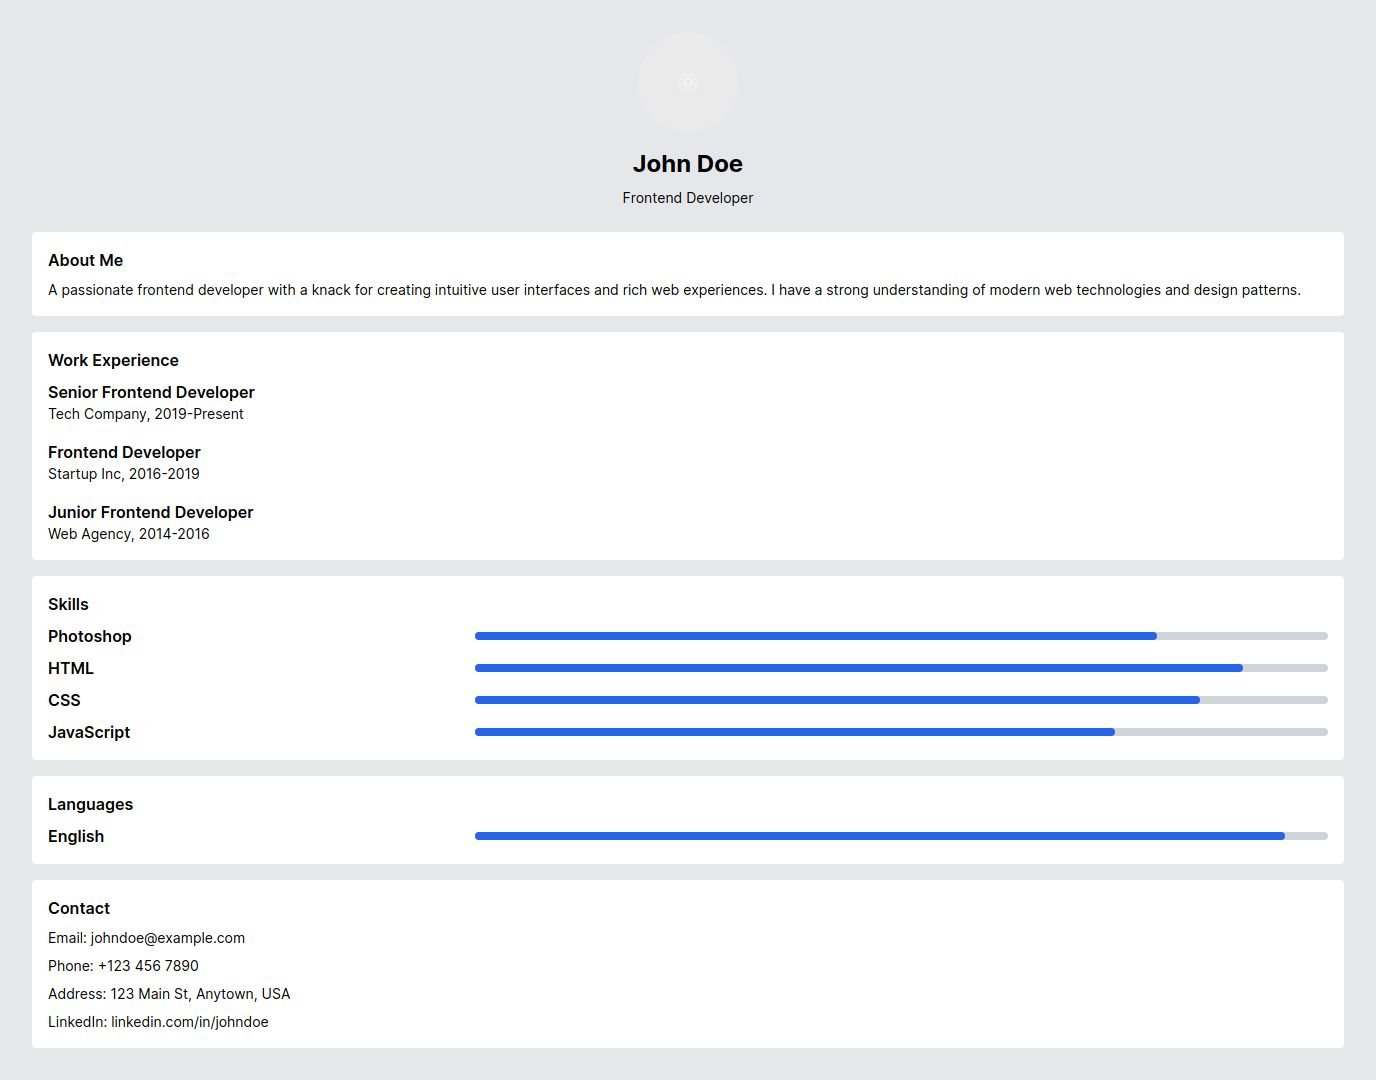 John Doe
Frontend Developer
About Me
A passionate frontend developer with a knack for creating intuitive user interfaces and rich web experiences. I have a strong understanding of modern web technologies and design patterns.
Work Experience
Senior Frontend Developer
Tech Company, 2019-Present
Frontend Developer
Startup Inc, 2016-2019
Junior Frontend Developer
Web Agency, 2014-2016
Skills
Photoshop
HTML
CSS
JavaScript
Languages
English
Contact
Email: johndoe@example.com
Phone: +123 456 7890
Address: 123 Main St, Anytown, USA
LinkedIn: linkedin.com/in/johndoe